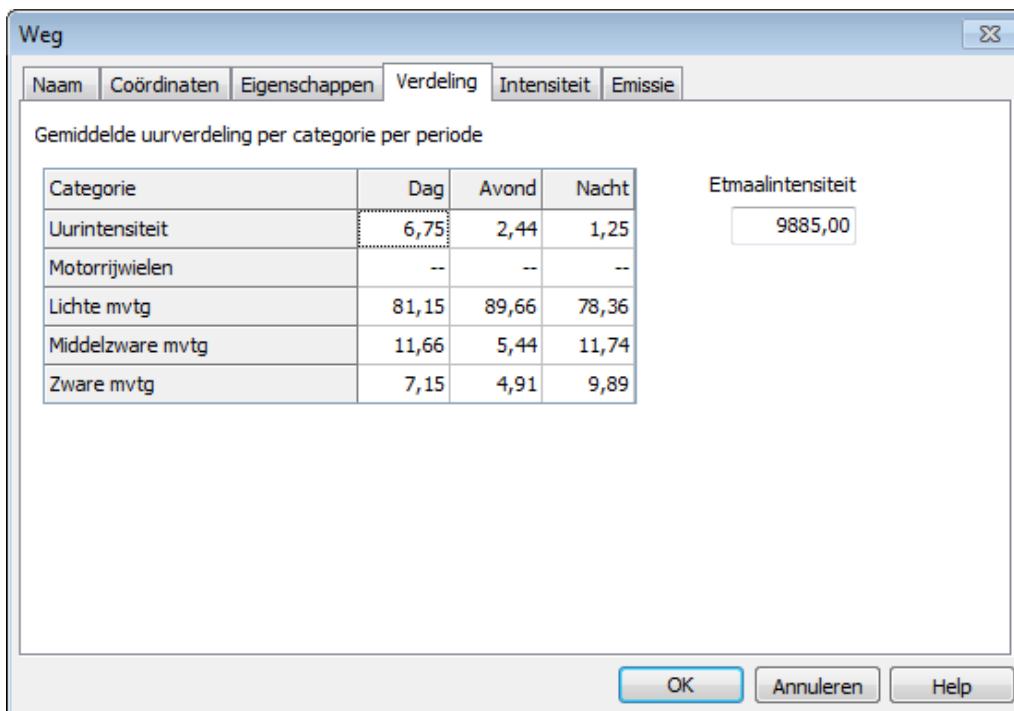 Weg
Naam Coördinaten Eigenschappen Verdeling Intensiteit Emissie
Gemiddelde uurverdeling per categorie per periode
Categorie Dag Avond Nacht Etmaalintensiteit
Uurintensiteit 6,75 2,44 1,25 9885,00
Motorrijwielen -- -- --
Lichte mvtg 81,15 89,66 78,36
Middelzware mvtg 11,66 5,44 11,74
Zware mvtg 7,15 4,91 9,89
OK Annuleren Help